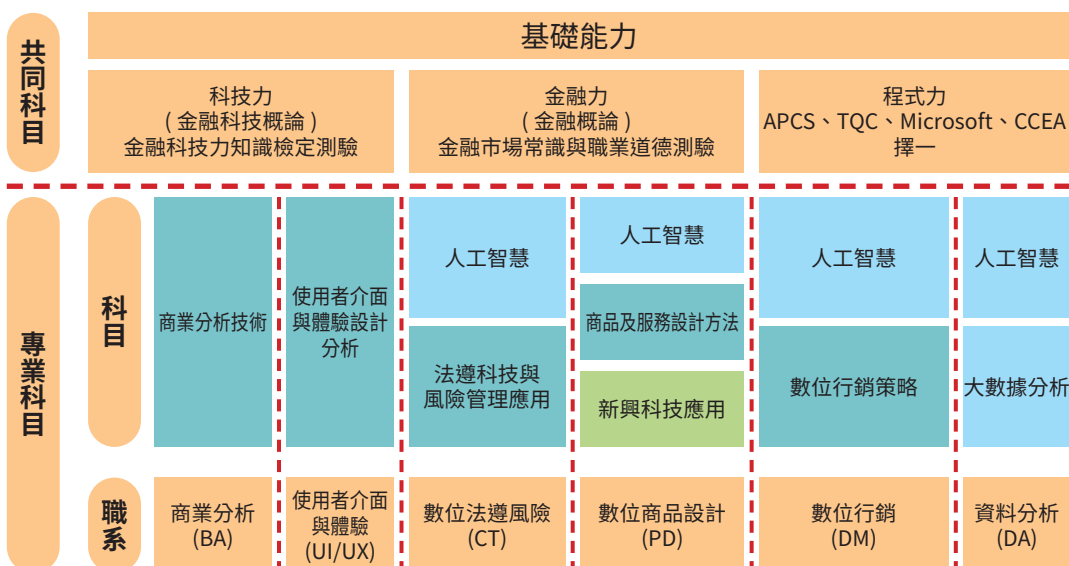 共同科目
基礎能力
科技力
( 金融科技概論 )
金融科技力知識檢定測驗
金融力
( 金融概論 )
金融市場常識與職業道德測驗
程式力
APCS、TQC、Microsoft、CCEA
擇一
專業科目
科目
商業分析技術
使用者介面
與體驗設計
分析
人工智慧
法遵科技與
風險管理應用
人工智慧
商品及服務設計方法
新興科技應用
人工智慧
數位行銷策略
人工智慧
大數據分析
職系
商業分析
(BA)
使用者介面
與體驗
(UI/UX)
數位法遵風險
(CT)
數位商品設計
(PD)
數位行銷
(DM)
資料分析
(DA)